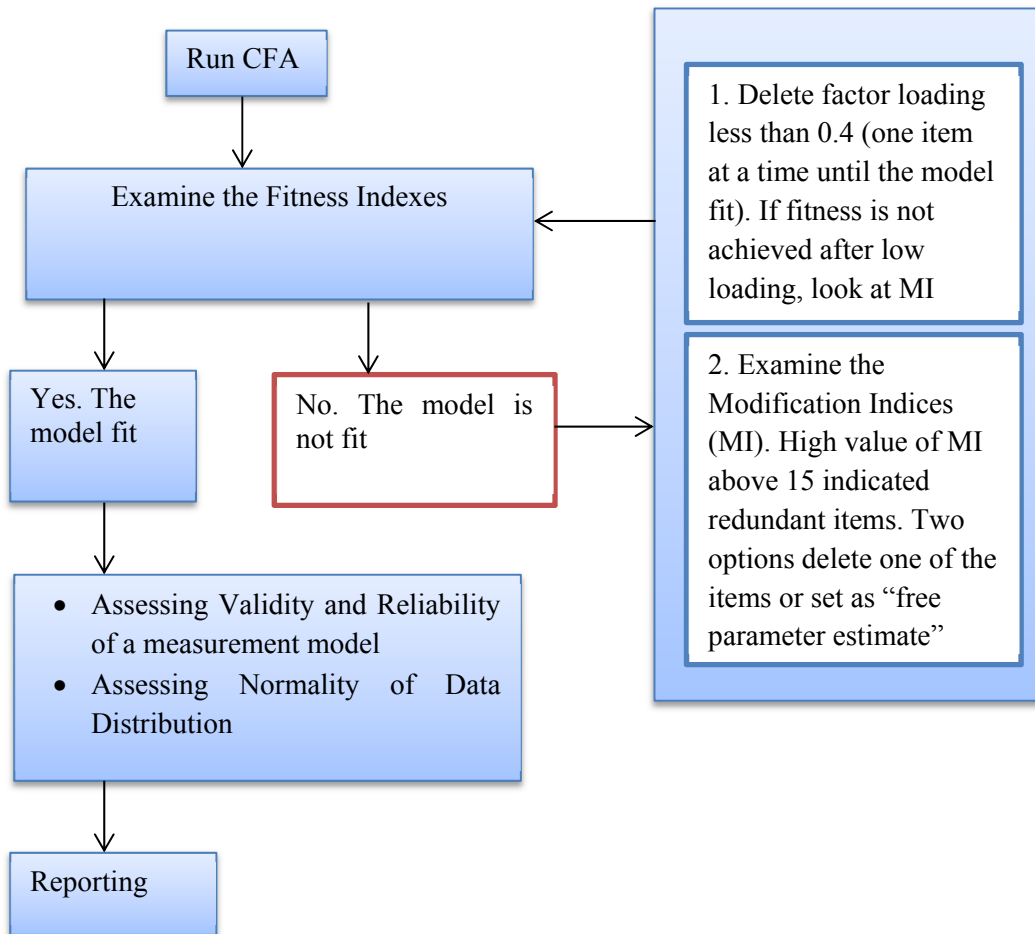 Run CFA
Examine the Fitness Indexes
Yes. The
model fit
No. The model is
not fit
1. Delete factor loading
less than 0.4 (one item
at a time until the model
fit). If fitness is not
achieved after low
loading, look at MI
2. Examine the
Modification Indices
(MI). High value of MI
above 15 indicated
redundant items. Two
options delete one of the
items or set as “free
parameter estimate”
• Assessing Validity and Reliability
of a measurement model
• Assessing Normality of Data
Distribution
Reporting